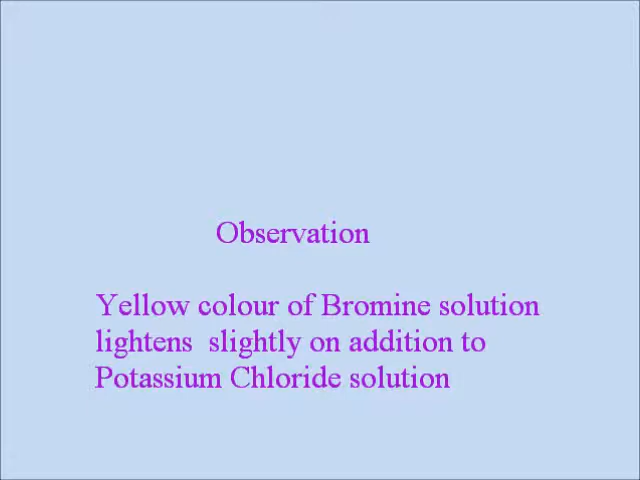 Observation
Yellow colour of Bromine solution
lightens slightly on addition to
Potassium Chloride solution